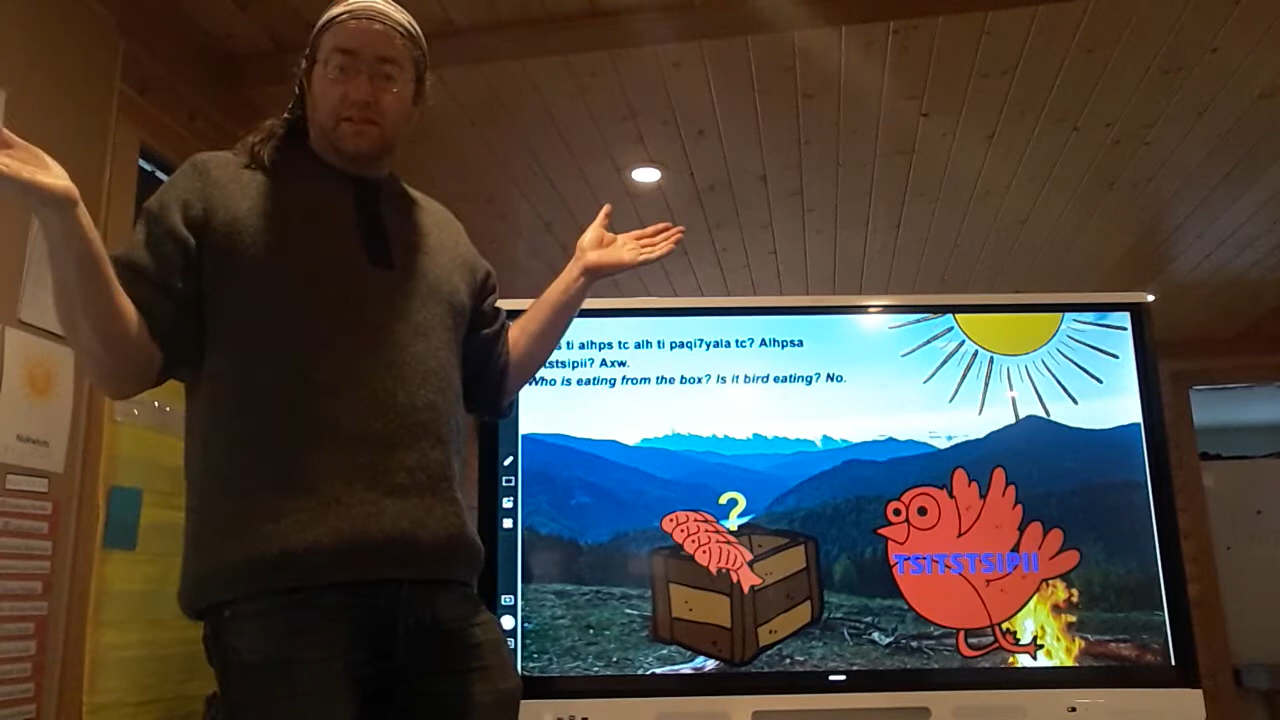 ti alhps tc alh ti paqi7yala tc? Alhpsa
Axw.
Who is eating from the box? Is it bird eating? No.
?
TSITSTSIPII